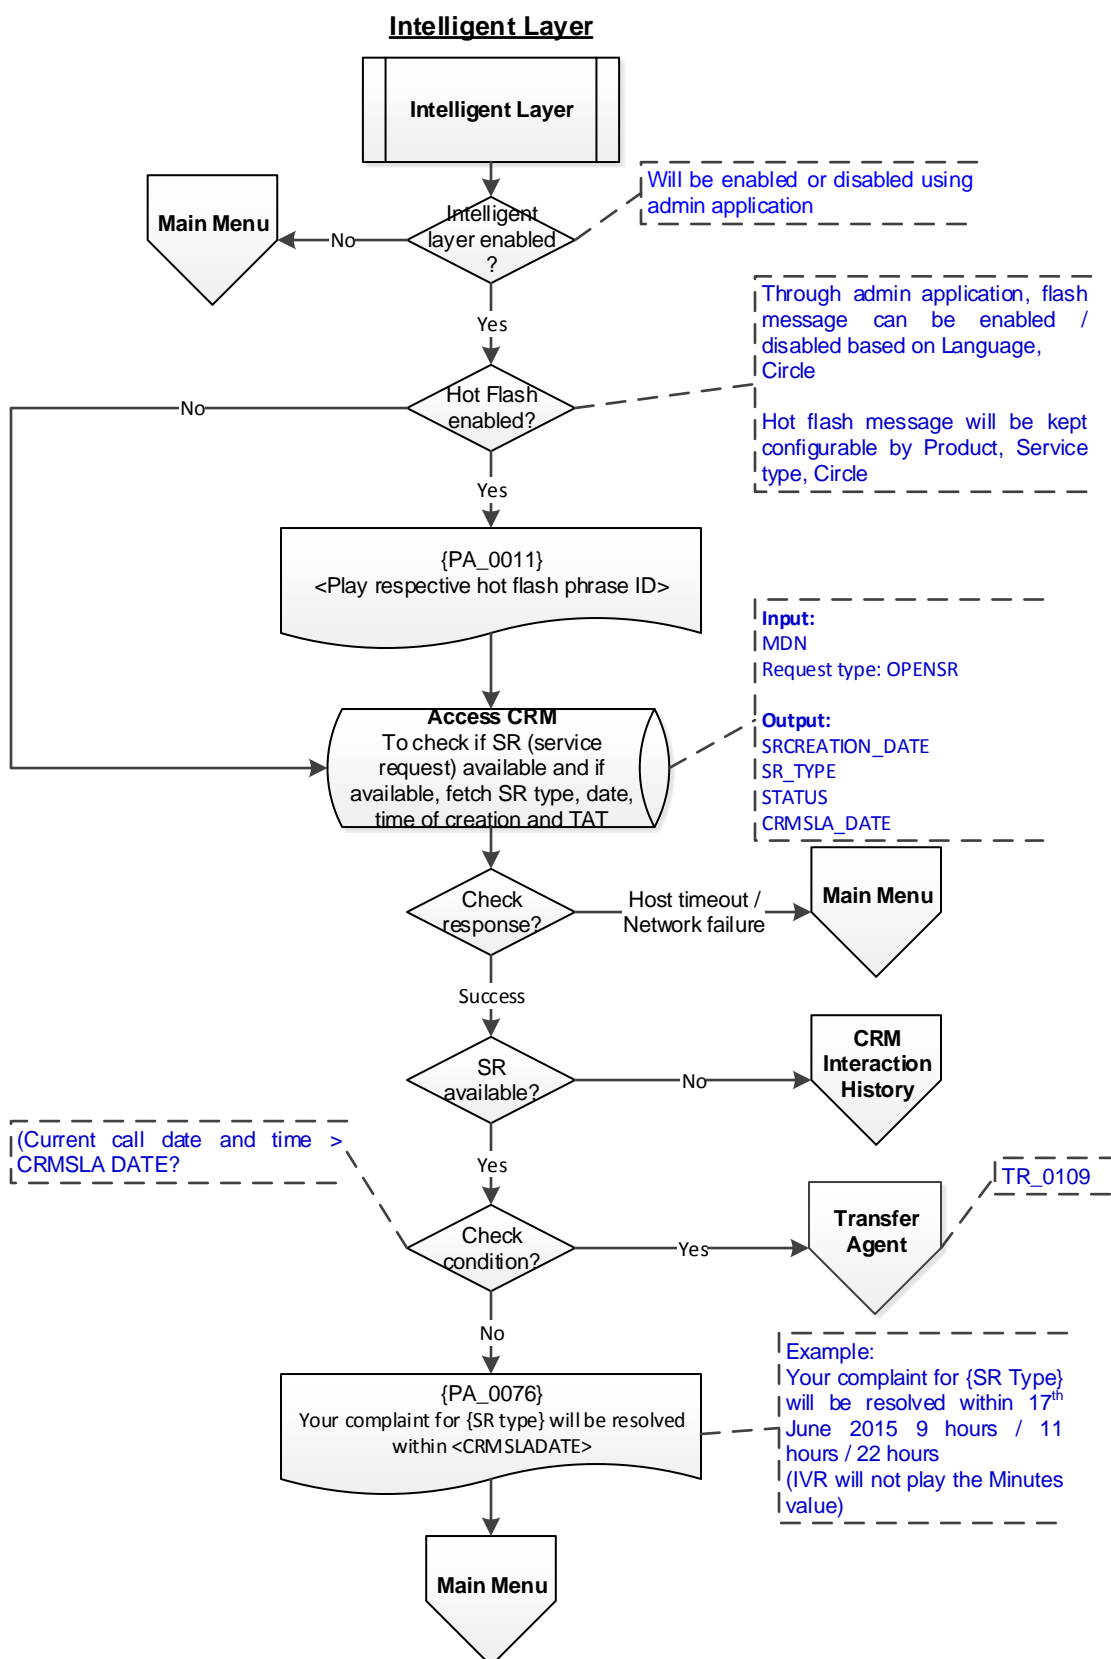 Intelligent Layer
Intelligent Layer
Will be enabled or disabled using
admin application
Main Menu
Intelligent
layer enabled
?
No
Yes
Through admin application, flash
message can be enabled /
disabled based on Language,
Circle
Hot flash message will be kept
configurable by Product, Service
type, Circle
Hot Flash
enabled?
No
Yes
{PA_0011}
<Play respective hot flash phrase ID>
Input:
MDN
Request type: OPENSR
Output:
SRCREATION_DATE
SR_TYPE
STATUS
CRMSLA_DATE
Access CRM
To check if SR (service
request) available and if
available, fetch SR type, date,
time of creation and TAT
Check
response?
Host timeout /
Network failure
Main Menu
Success
SR
available?
No
CRM
Interaction
History
(Current call date and time >
CRMSLA DATE?
Yes
TR_0109
Check
condition?
Yes
Transfer
Agent
No
{PA_0076}
Your complaint for {SR type} will be resolved
within <CRMSLADATE>
Example:
Your complaint for {SR Type}
will be resolved within 17th
June 2015 9 hours / 11
hours / 22 hours
(IVR will not play the Minutes
value)
Main Menu